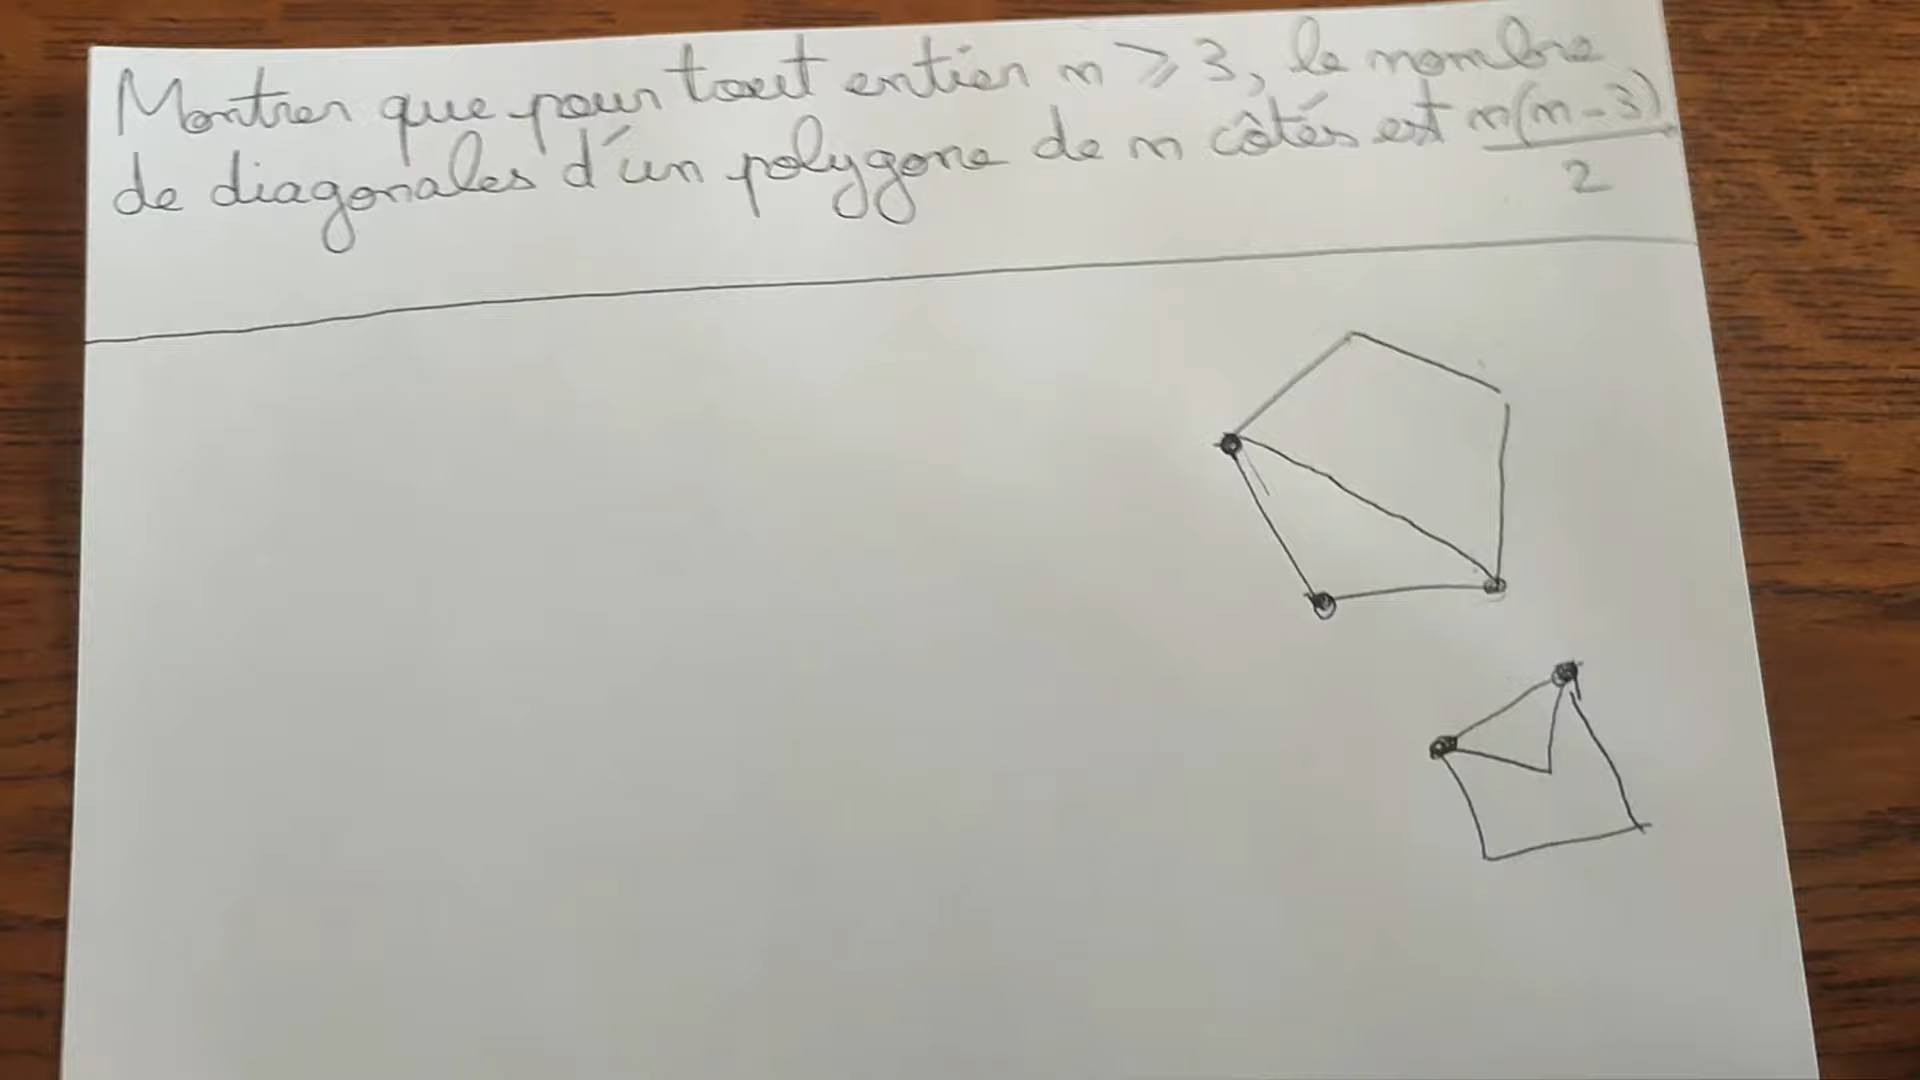 Montrer que pour tout entier n ⩾ 3, le nombre
de diagonales d'un polygone de n côtés est n(n-3)/2